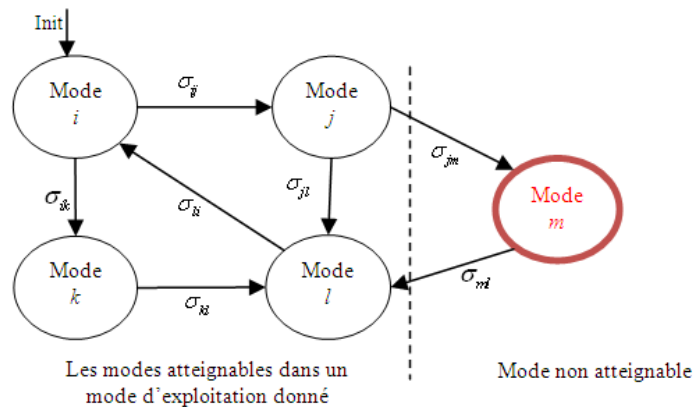 Init
Mode
i
σij
Mode
j
σjm
σik
σli
σjl
Mode
m
Mode
k
σkl
Mode
l
σml
Les modes atteignables dans un
mode d’exploitation donné
Mode non atteignable